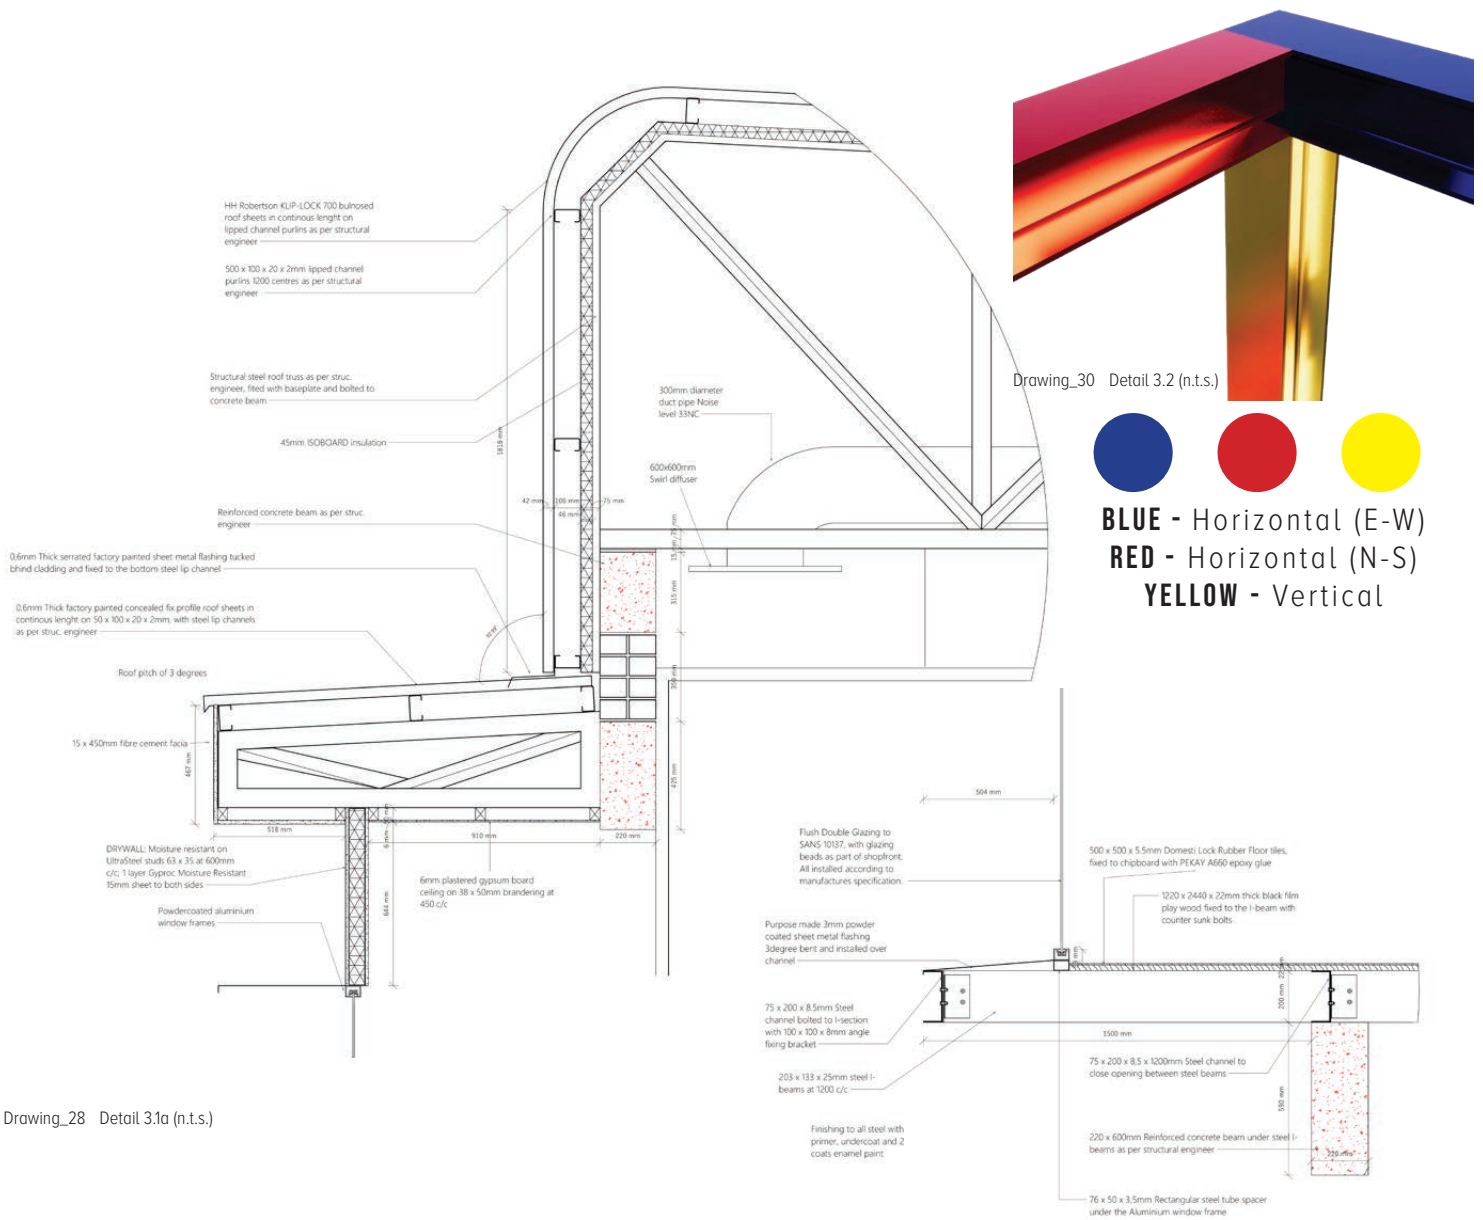 HH Robertson KLIP-LOCK 700 bulnosed
roof sheets in continous lenght on
lipped channel purlins as per structural
engineer
500 x 100 x 20 x 2mm lipped channel
purlins 1200 centres as per structural
engineer
Structural steel roof truss as per struc.
engineer, fited with baseplate and bolted to
concrete beam
45mm ISOBOARD insulation
Reinforced concrete beam as per struc.
engineer
0,6mm Thick serrated factory painted sheet metal flashing tucked
bhind cladding and fixed to the bottom steel lip channel
0,6mm Thick factory painted concealed fix profile roof sheets in
continous lenght on 50 x 100 x 20 x 2mm, with steel lip channels
as per struc. engineer
Roof pitch of 3 degrees
15 x 450mm fibre cement facia
467 mm
1819 mm
42 mm
106 mm
46 mm
75 mm
300mm diameter
duct pipe Noise
level 33NC
600x600mm
Swirl diffuser
75 mm
15 mm
315 mm
350 mm
425 mm
518 mm
910 mm
220 mm
6 mm
644 mm
DRYWALL: Moisture resistant on
UltraSteel studs 63 x 35 at 600mm
c/c; 1 layer Gyproc Moisture Resistant
15mm sheet to both sides
Powdercoated aluminium
window frames
6mm plastered gypsum board
ceiling on 38 x 50mm brandering at
450 c/c
Drawing_28 Detail 3.1a (n.t.s.)
Drawing_30 Detail 3.2 (n.t.s.)
BLUE - Horizontal (E-W)
RED - Horizontal (N-S)
YELLOW - Vertical
504 mm
Flush Double Glazing to
SANS 10137, with glazing
beads as part of shopfront.
All installed according to
manufactures specification.
Purpose made 3mm powder
coated sheet metal flashing
3degree bent and installed over
channel
75 x 200 x 8.5mm Steel
channel bolted to I-section
with 100 x 100 x 8mm angle
fixing bracket
203 x 133 x 25mm steel I-
beams at 1200 c/c
Finishing to all steel with
primer, undercoat and 2
coats enamel paint
500 x 500 x 5.5mm Domesti Lock Rubber Floor tiles,
fixed to chipboard with PEKAY A660 epoxy glue
1220 x 2440 x 22mm thick black film
play wood fixed to the I-beam with
counter sunk bolts
22 mm
200 mm
1500 mm
75 x 200 x 8,5 x 1200mm Steel channel to
close opening between steel beams
590 mm
220 x 600mm Reinforced concrete beam under steel I-
beams as per structural engineer
220 mm
76 x 50 x 3,5mm Rectangular steel tube spacer
under the Aluminium window frame